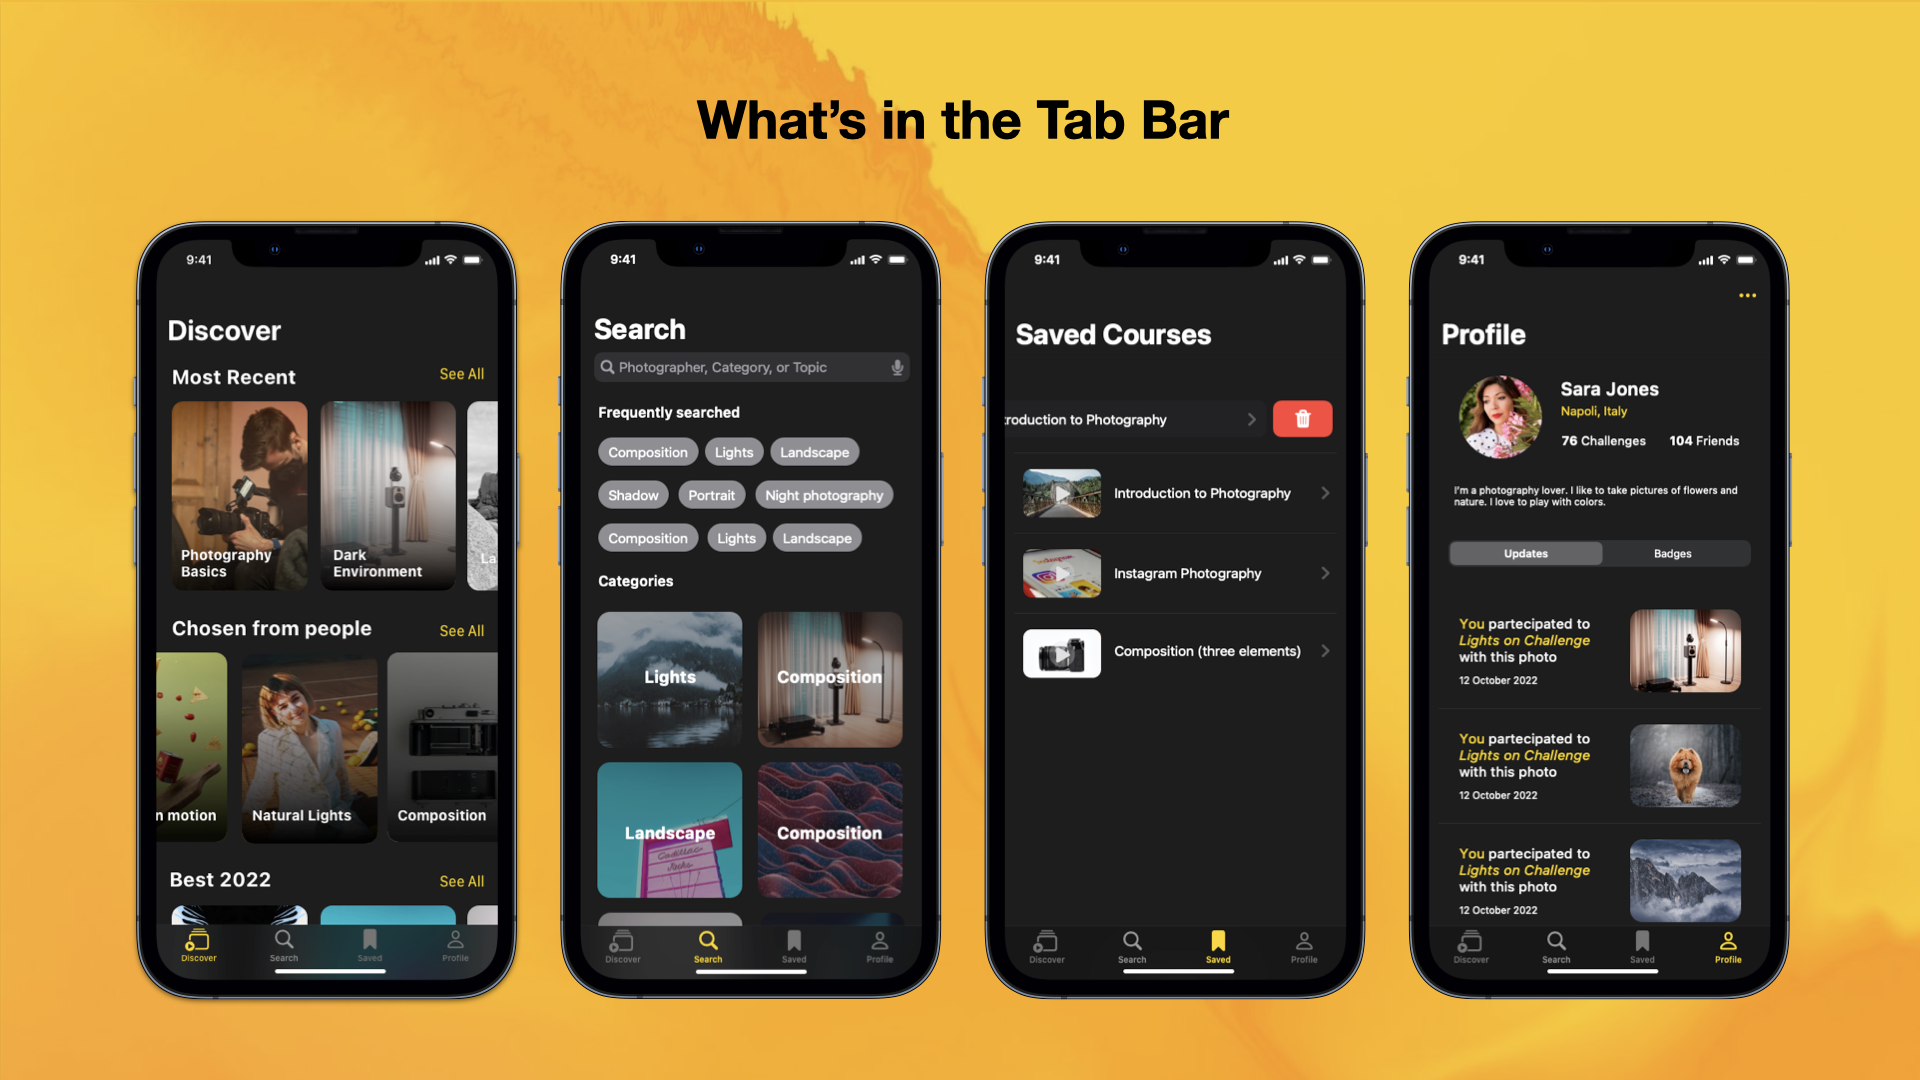 What's in the Tab Bar
9:41
Discover
Most Recent
See All
Photography
Basics
Dark
Environment
La
Chosen from people
See All
n motion
Natural Lights
Composition
Best 2022
See All
Discover
Search
Saved
Profile
9:41
Search
Photographer, Category, or Topic
Frequently searched
Composition
Lights
Landscape
Shadow
Portrait
Night photography
Composition
Lights
Landscape
Categories
Lights
Composition
Landscape
Cadillac
Jacks
Composition
Discover
Search
Saved
Profile
9:41
Saved Courses
troduction to Photography
Introduction to Photography
Instagram Photography
Composition (three elements)
Discover
Search
Saved
Profile
9:41
Profile
Sara Jones
Napoli, Italy
76 Challenges
104 Friends
I'm a photography lover. I like to take pictures of flowers and
nature. I love to play with colors.
Updates
Badges
You partecipated to
Lights on Challenge
with this photo
12 October 2022
You partecipated to
Lights on Challenge
with this photo
12 October 2022
You partecipated to
Lights on Challenge
with this photo
12 October 2022
Discover
Search
Saved
Profile